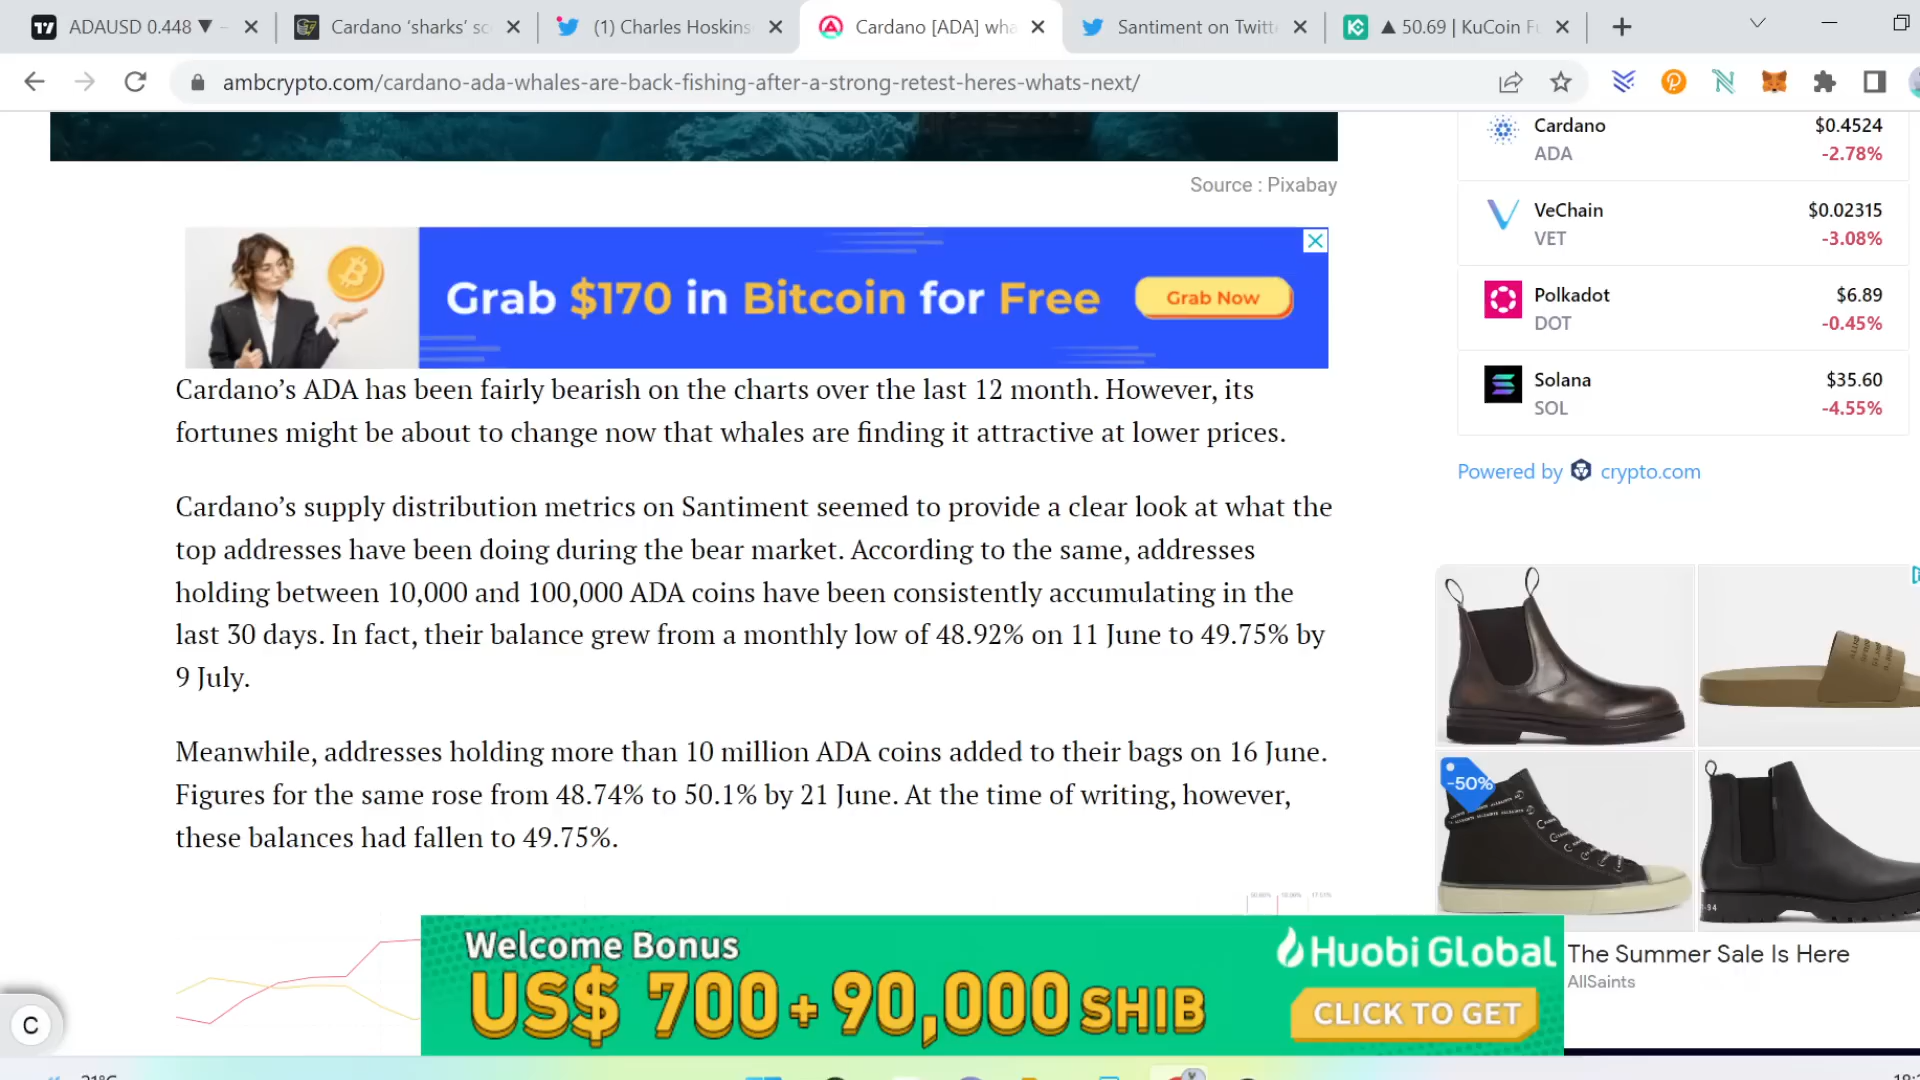 ADAUSD 0.448 ▼
Cardano ‘sharks’ sc
(1) Charles Hoskins
Cardano [ADA] wha
Santiment on Twitt
▲ 50.69 | KuCoin F
ambcrypto.com/cardano-ada-whales-are-back-fishing-after-a-strong-retest-heres-whats-next/
Source : Pixabay
Grab $170 in Bitcoin for Free
Grab Now
Cardano’s ADA has been fairly bearish on the charts over the last 12 month. However, its
fortunes might be about to change now that whales are finding it attractive at lower prices.
Cardano’s supply distribution metrics on Santiment seemed to provide a clear look at what the
top addresses have been doing during the bear market. According to the same, addresses
holding between 10,000 and 100,000 ADA coins have been consistently accumulating in the
last 30 days. In fact, their balance grew from a monthly low of 48.92% on 11 June to 49.75% by
9 July.
Meanwhile, addresses holding more than 10 million ADA coins added to their bags on 16 June.
Figures for the same rose from 48.74% to 50.1% by 21 June. At the time of writing, however,
these balances had fallen to 49.75%.
Cardano $0.4524
ADA -2.78%
VeChain $0.02315
VET -3.08%
Polkadot $6.89
DOT -0.45%
Solana $35.60
SOL -4.55%
Powered by crypto.com
-50%
The Summer Sale Is Here
AllSaints
Welcome Bonus
US$ 700 + 90,000 SHIB
Huobi Global
CLICK TO GET
C